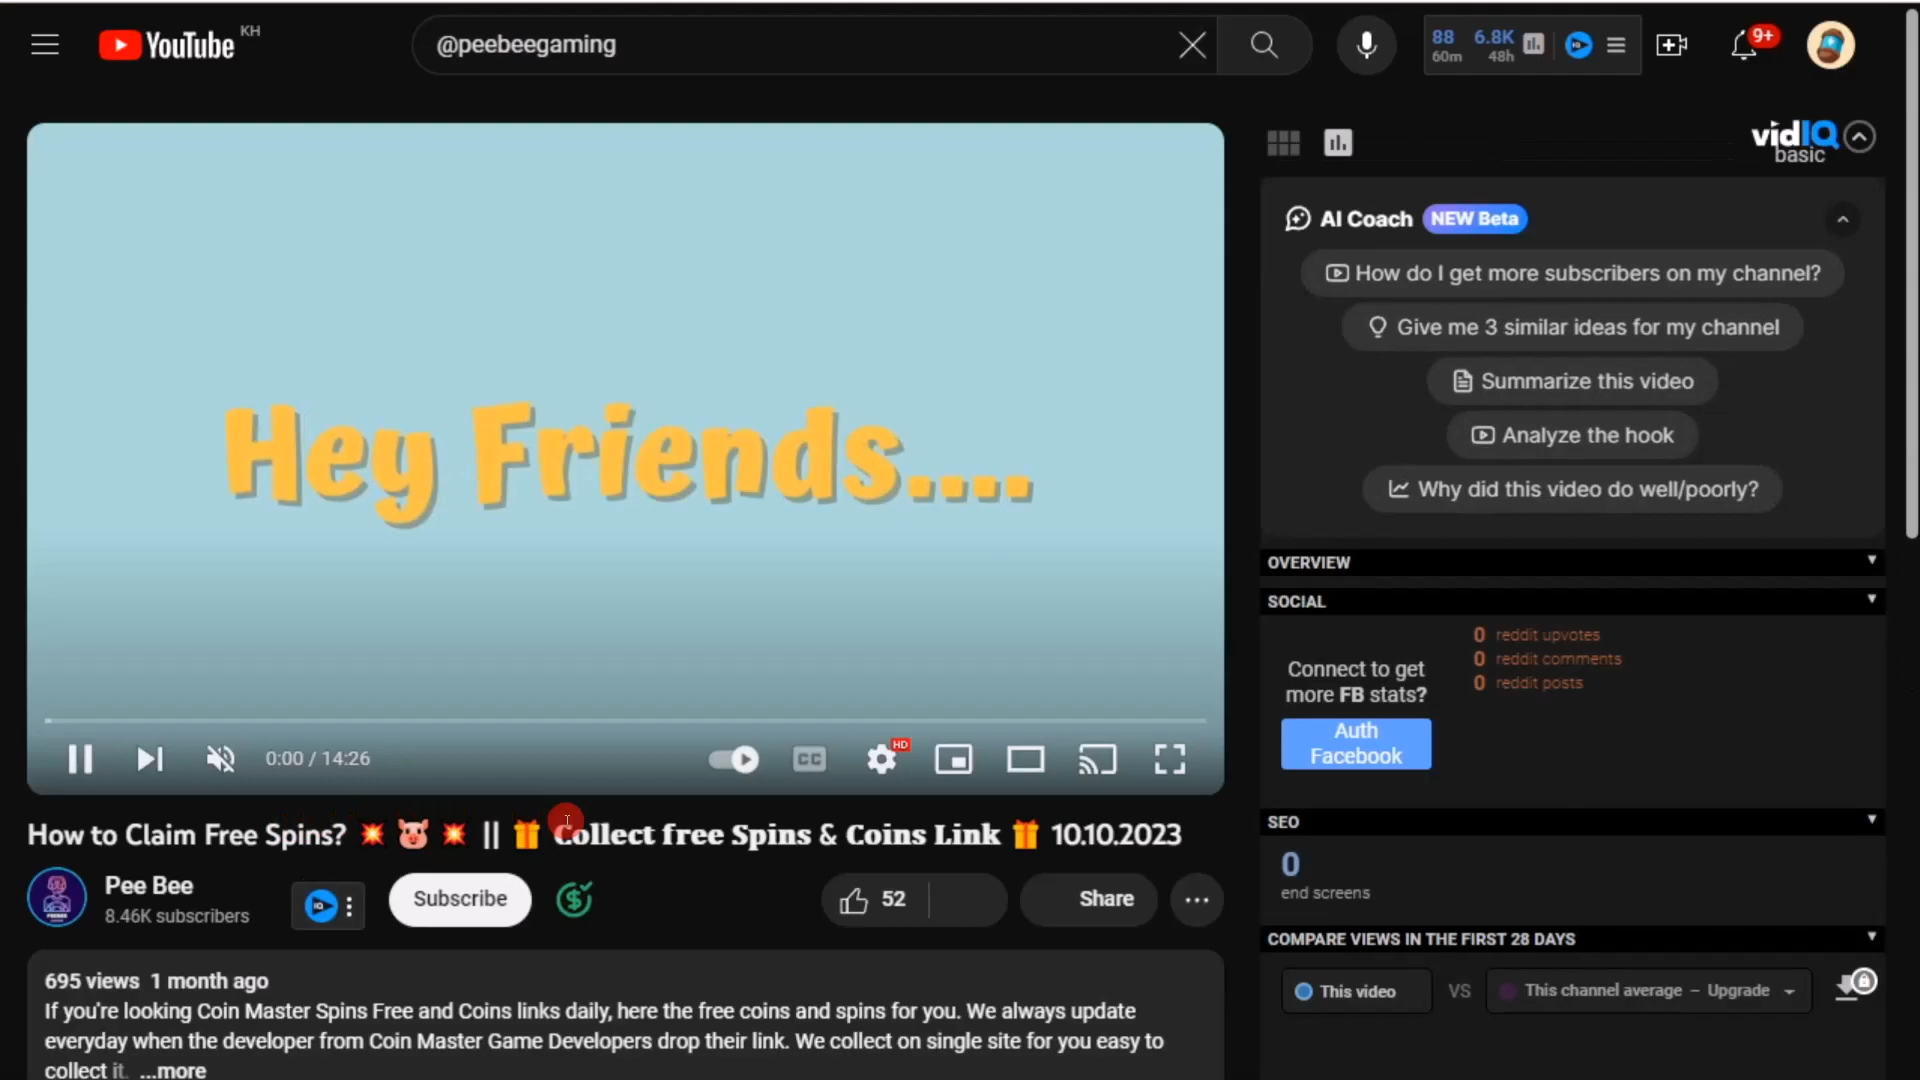 YouTube KH
@peebeegaming
88 6.8K
60m 48h
9+
vidIQ
basic
AI Coach NEW Beta
How do I get more subscribers on my channel?
Give me 3 similar ideas for my channel
Summarize this video
Analyze the hook
Why did this video do well/poorly?
Hey Friends....
OVERVIEW
SOCIAL
0 reddit upvotes
0 reddit comments
0 reddit posts
Connect to get
more FB stats?
Auth
Facebook
CC
HD
0:00 / 14:26
How to Claim Free Spins? 💥 🐷 💥 || 🎁 Collect free Spins & Coins Link 🎁 10.10.2023
Pee Bee
8.46K subscribers
IQ
Subscribe
52
Share
SEO
0
end screens
COMPARE VIEWS IN THE FIRST 28 DAYS
This video VS This channel average – Upgrade
695 views 1 month ago
If you're looking Coin Master Spins Free and Coins links daily, here the free coins and spins for you. We always update
everyday when the developer from Coin Master Game Developers drop their link. We collect on single site for you easy to
collect it. ...more